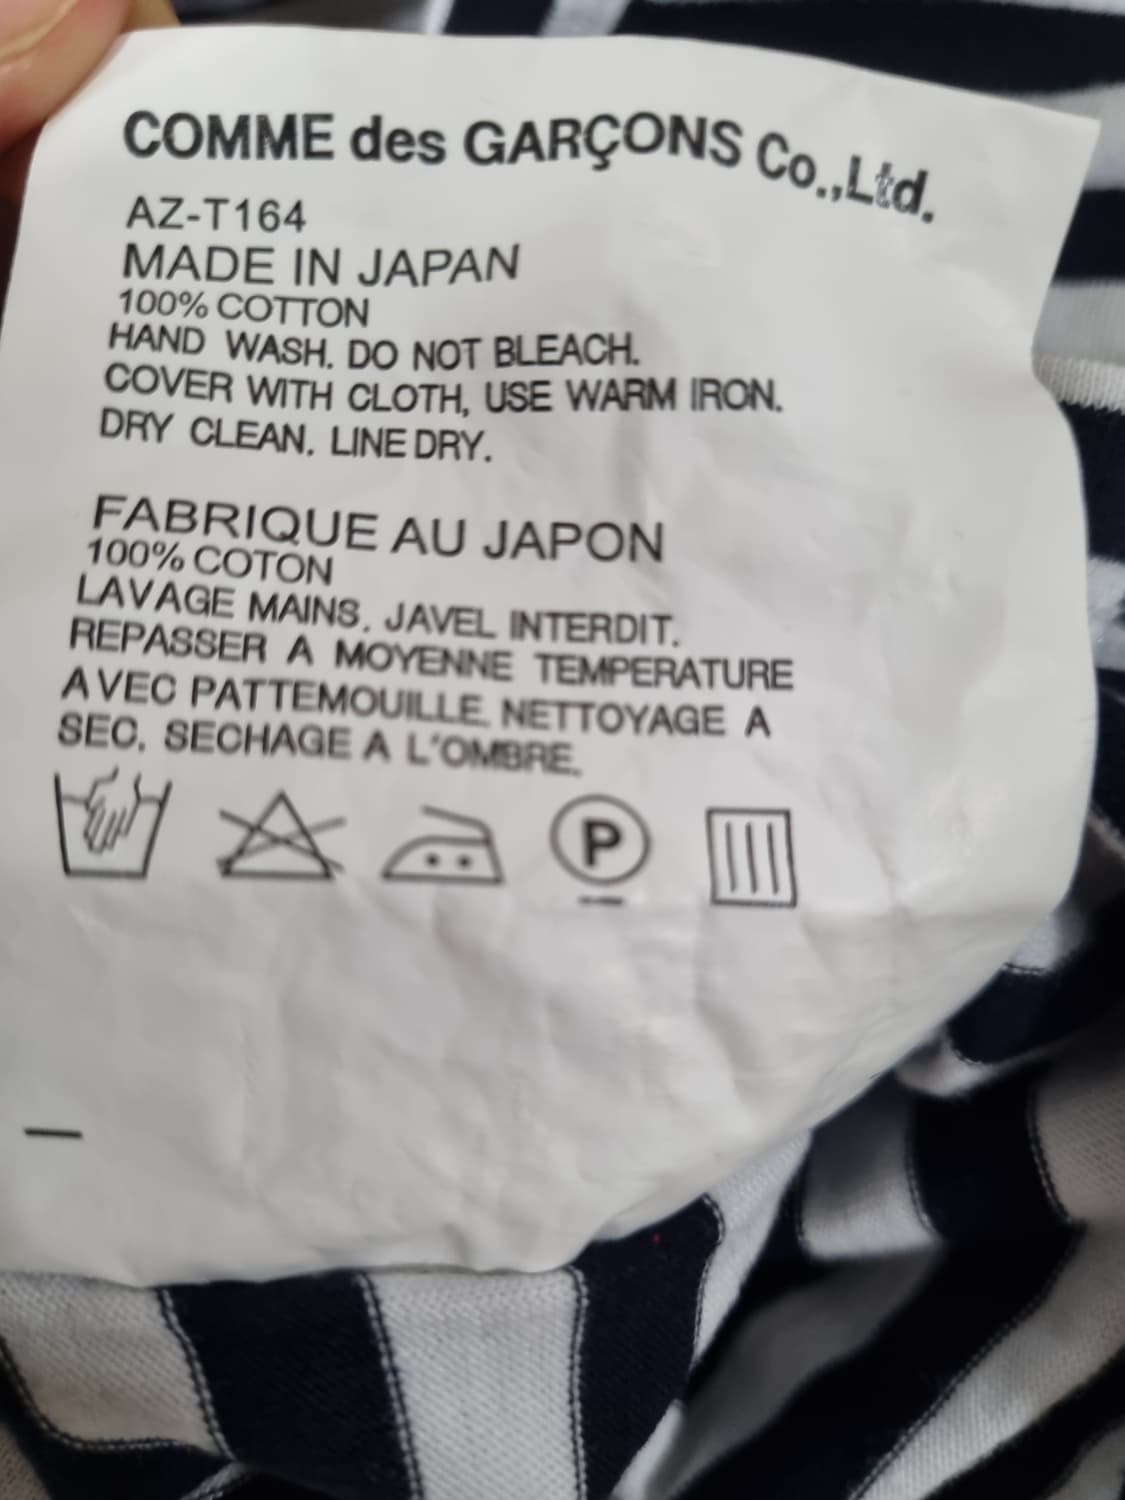 COMME des GARÇONS Co.,Ltd.
AZ-T164
MADE IN JAPAN
100% COTTON
HAND WASH. DO NOT BLEACH.
COVER WITH CLOTH, USE WARM IRON.
DRY CLEAN. LINE DRY.
FABRIQUE AU JAPON
100% COTON
LAVAGE MAINS. JAVEL INTERDIT.
REPASSER A MOYENNE TEMPERATURE
AVEC PATTEMOUILLE. NETTOYAGE A
SEC. SECHAGE A L'OMBRE.
P